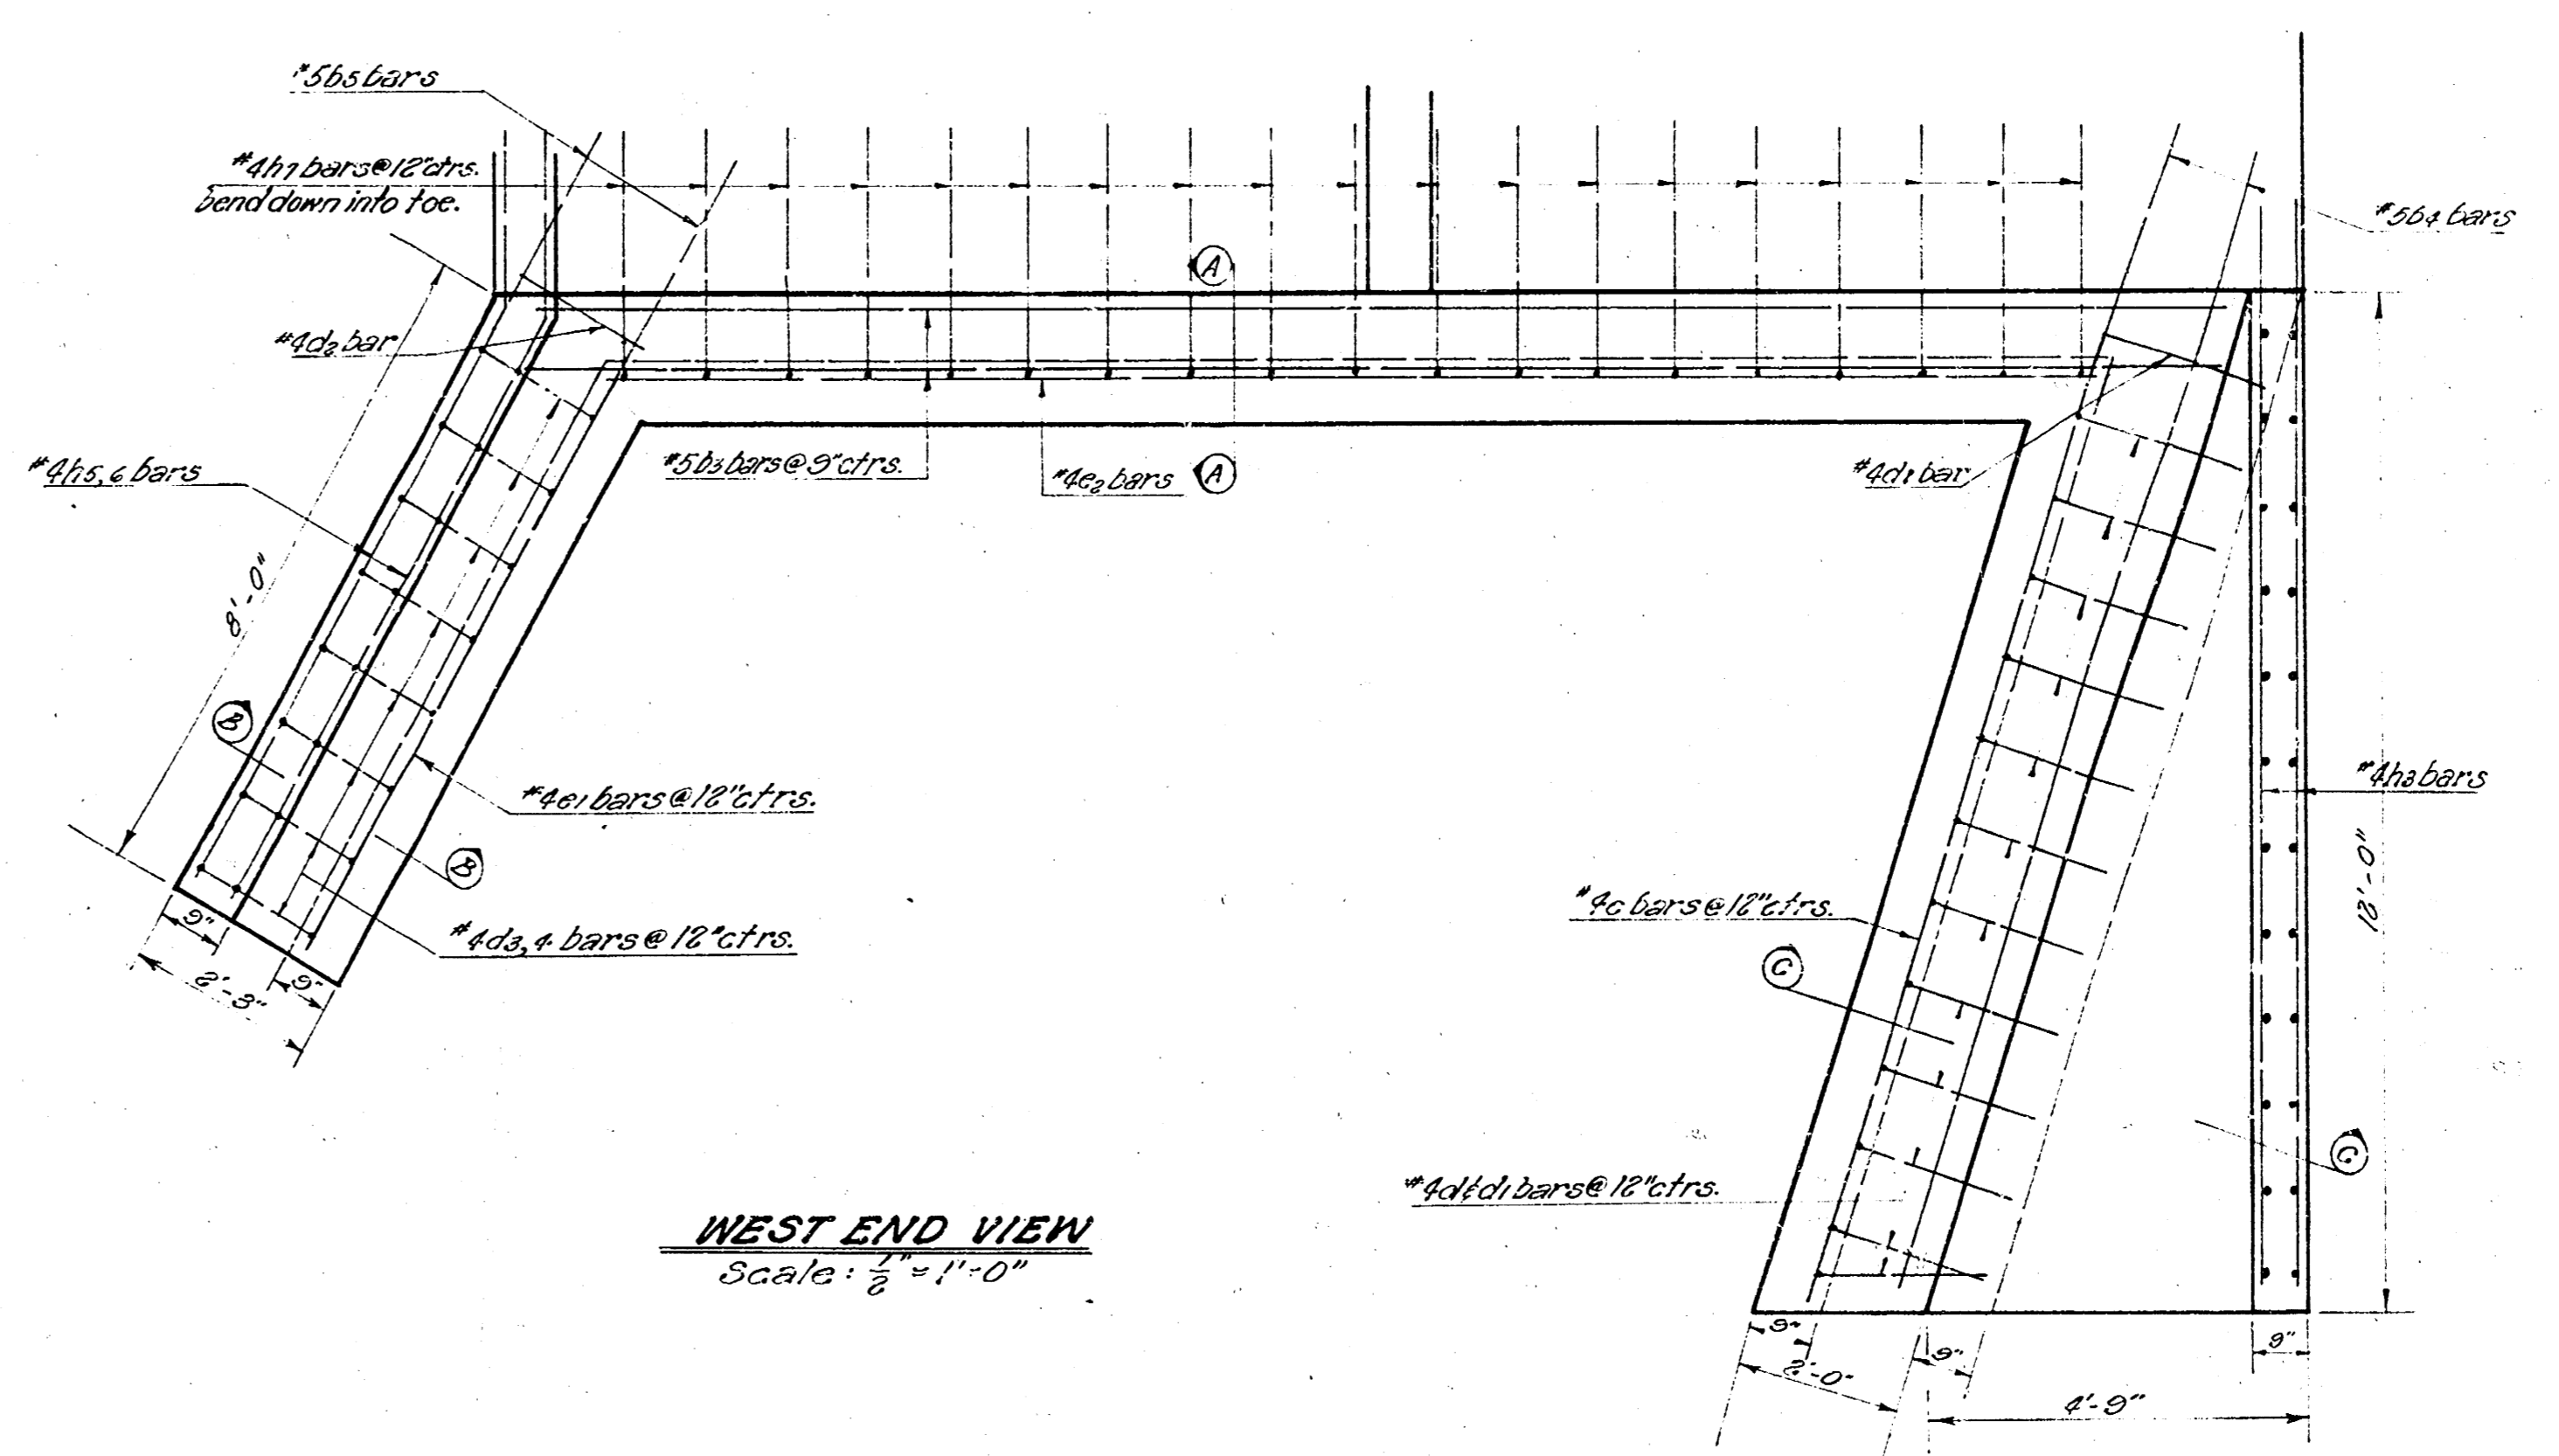 #5b5 bars
#4h7 bars@12"ctrs.
bend down into toe.
#5b4 bars
A
#4d2 bar
#5b3 bars@9"ctrs.
#4e2 bars
A
#4d1 bar
#4h5,6 bars
8'-0"
B
#4e1 bars@12"ctrs.
#4h3 bars
12'-0"
B
#4d3,4 bars@12"ctrs.
9"
2'-3"
9"
#4c bars@12"ctrs.
C
C
#4d&d1 bars@12"ctrs.
WEST END VIEW
Scale: 1/2" = 1'-0"
9"
2'-0"
9"
9"
4'-9"